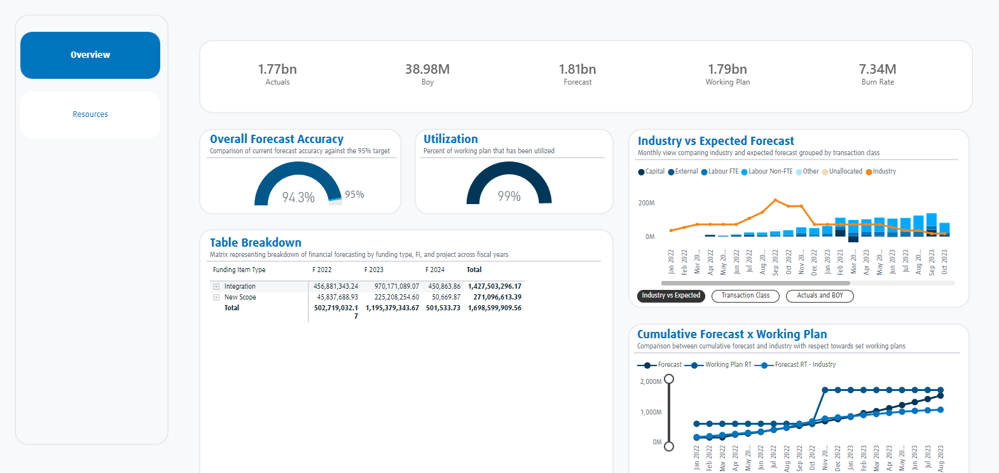 Overview
Resources
1.77bn 38.98M 1.81bn 1.79bn 7.34M
Actuals Boy Forecast Working Plan Burn Rate
Overall Forecast Accuracy
Comparison of current forecast accuracy against the 95% target
94.3% 95%
Utilization
Percent of working plan that has been utilized
99%
Table Breakdown
Matrix representing breakdown of financial forecasting by funding type, FI, and project across fiscal years
Funding Item Type F 2022 F 2023 F 2024 Total
Integration 456,881,343.24 970,171,089.07 450,863.86 1,427,503,296.17
New Scope 45,837,688.93 225,208,254.60 50,669.87 271,096,613.39
Total 502,719,032.1 1,195,379,343.67 501,533.73 1,698,599,909.56
7
Industry vs Expected Forecast
Monthly view comparing industry and expected forecast grouped by transaction class
Capital External Labour FTE Labour Non-FTE Other Unallocated Industry
200M
0M
Jan 2022
Feb 2022
Mar 20...
Apr 2022
May 20...
Jun 2022
Jul 2022
Aug 20...
Sep 2022
Oct 2022
Nov 20...
Dec 2022
Jan 2023
Feb 2023
Mar 20...
Apr 2023
May 20...
Jun 2023
Jul 2023
Aug 20...
Sep 2023
Oct 2023
Industry vs Expected Transaction Class Actuals and BOY
Cumulative Forecast x Working Plan
Comparison between cumulative forecast and industry with respect towards set working plans
Forecast Working Plan RT Forecast RT - Industry
2,000M
1,000M
0M
Jan 2022
Feb 2022
Mar 2022
Apr 2022
May 20...
Jun 2022
Jul 2022
Aug 2022
Sep 2022
Oct 2022
Nov 20...
Dec 2022
Jan 2023
Feb 2023
Mar 2023
Apr 2023
May 20...
Jun 2023
Jul 2023
Aug 2023